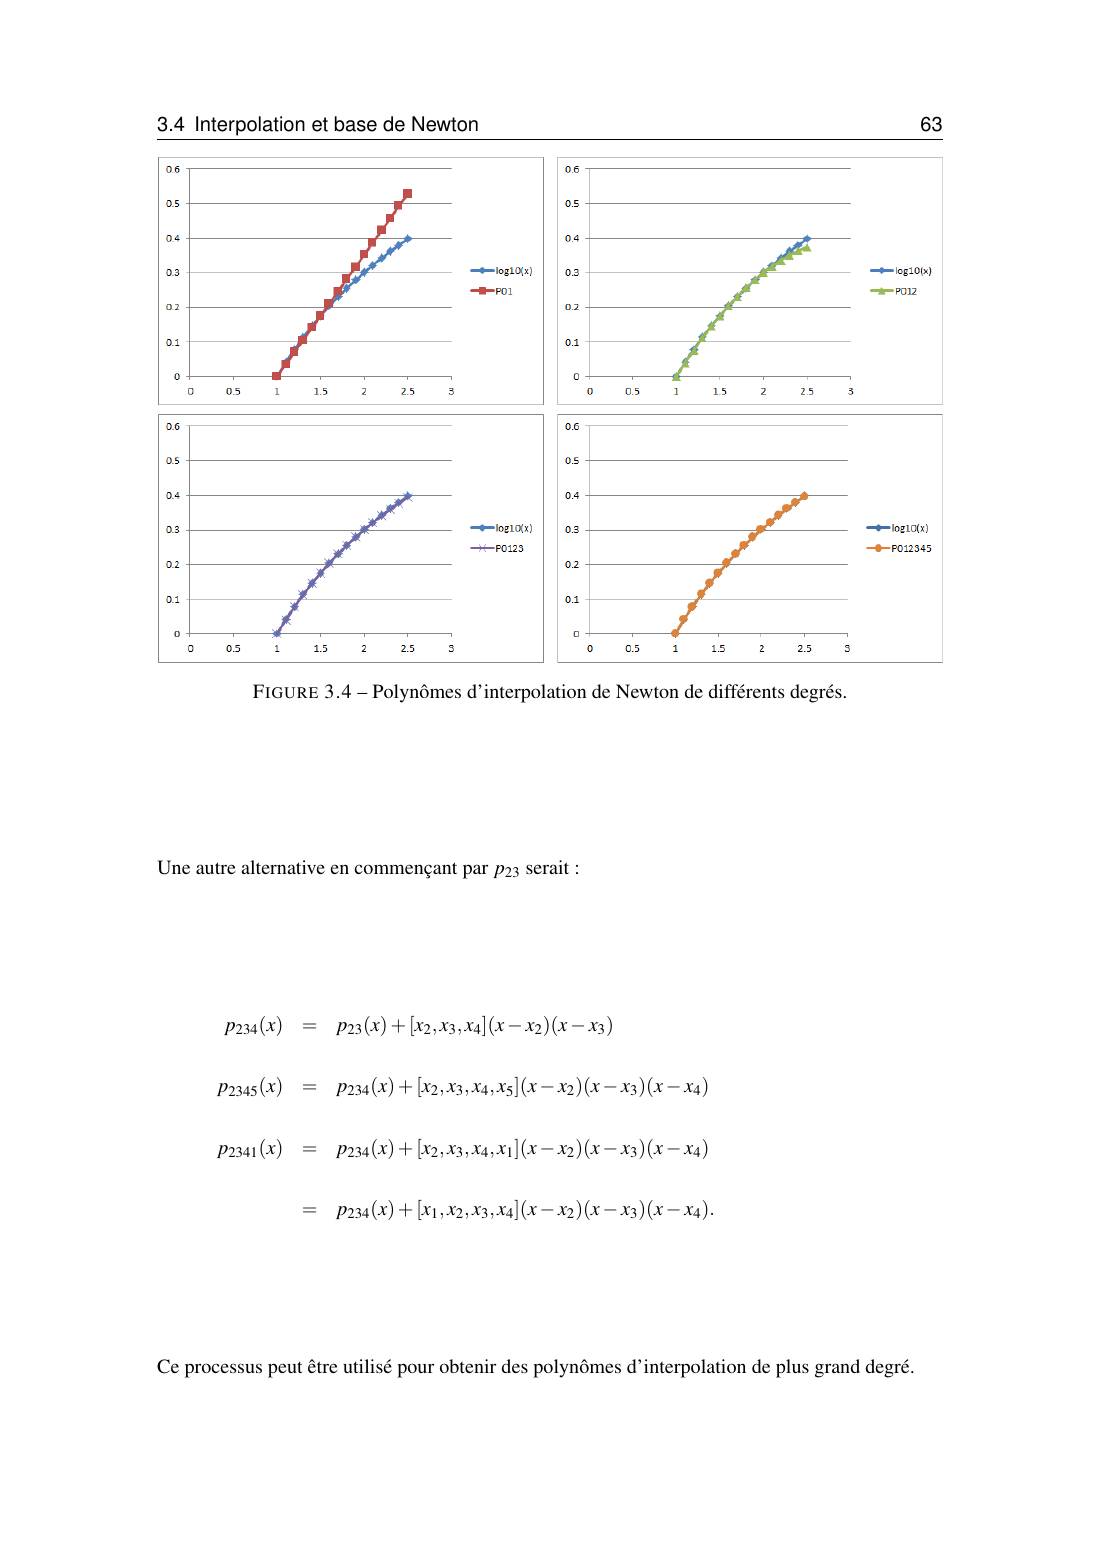 3.4 Interpolation et base de Newton 63
0.6
0.5
0.4
0.3
0.2
0.1
0
0 0.5 1 1.5 2 2.5 3
log10(x)
P01
0.6
0.5
0.4
0.3
0.2
0.1
0
0 0.5 1 1.5 2 2.5 3
log10(x)
P012
0.6
0.5
0.4
0.3
0.2
0.1
0
0 0.5 1 1.5 2 2.5 3
log10(x)
P0123
0.6
0.5
0.4
0.3
0.2
0.1
0
0 0.5 1 1.5 2 2.5 3
log10(x)
P012345
FIGURE 3.4 – Polynômes d'interpolation de Newton de différents degrés.
Une autre alternative en commençant par p₂₃ serait :
p₂₃₄(x) = p₂₃(x) + [x₂, x₃, x₄](x − x₂)(x − x₃)
p₂₃₄₅(x) = p₂₃₄(x) + [x₂, x₃, x₄, x₅](x − x₂)(x − x₃)(x − x₄)
p₂₃₄₁(x) = p₂₃₄(x) + [x₂, x₃, x₄, x₁](x − x₂)(x − x₃)(x − x₄)
= p₂₃₄(x) + [x₁, x₂, x₃, x₄](x − x₂)(x − x₃)(x − x₄).
Ce processus peut être utilisé pour obtenir des polynômes d'interpolation de plus grand degré.